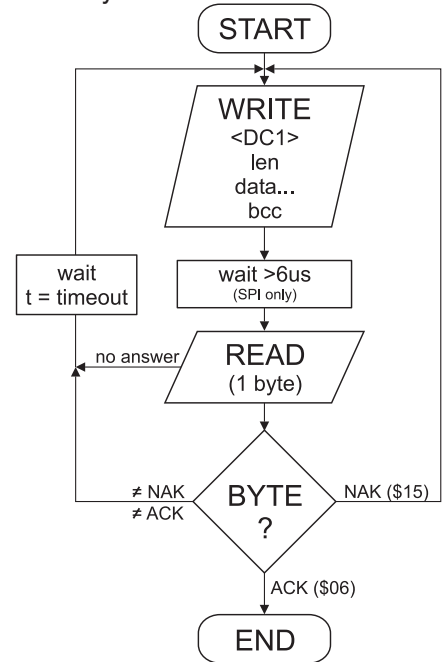 START
WRITE
<DC1>
len
data...
bcc
wait
t = timeout
wait >6us
(SPI only)
no answer
READ
(1 byte)
≠ NAK
≠ ACK
BYTE
?
NAK ($15)
ACK ($06)
END